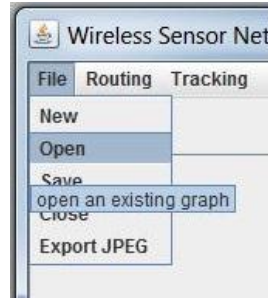 Wireless Sensor Net
File Routing Tracking
New
Open
Save
open an existing graph
Close
Export JPEG